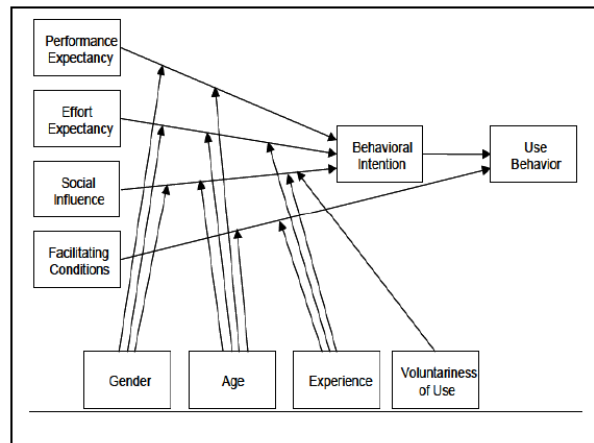 Performance
Expectancy
Effort
Expectancy
Social
Influence
Facilitating
Conditions
Behavioral
Intention
Use
Behavior
Gender
Age
Experience
Voluntariness
of Use